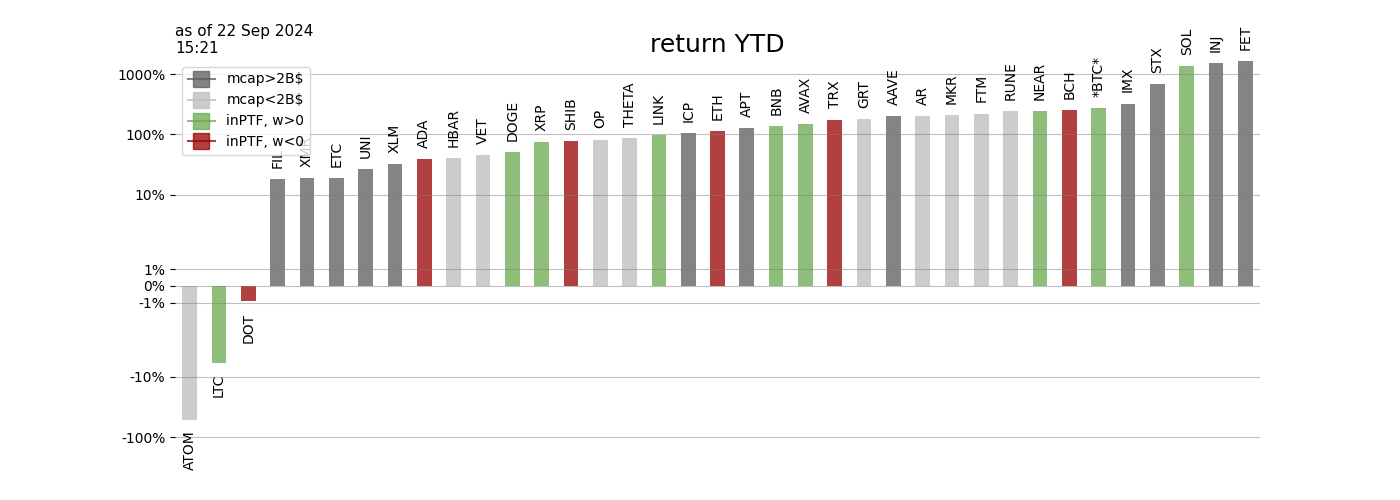 as of 22 Sep 2024
15:21
return YTD
mcap>2B$
mcap<2B$
inPTF, w>0
inPTF, w<0
1000%
100%
10%
1%
0%
-1%
-10%
-100%
ATOM
LTC
DOT
FIL
XMR
ETC
UNI
XLM
ADA
HBAR
VET
DOGE
XRP
SHIB
OP
THETA
LINK
ICP
ETH
APT
BNB
AVAX
TRX
GRT
AAVE
AR
MKR
FTM
RUNE
NEAR
BCH
*BTC*
IMX
STX
SOL
INJ
FET